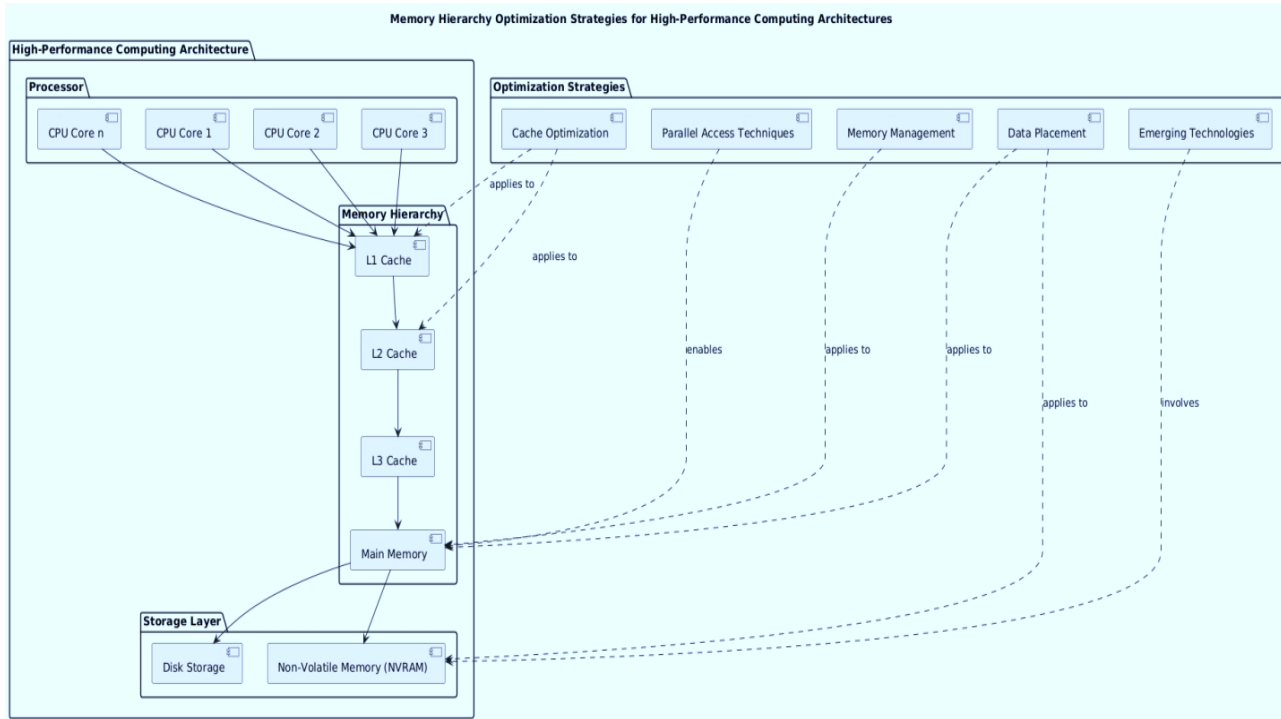 Memory Hierarchy Optimization Strategies for High-Performance Computing Architectures
High-Performance Computing Architecture
Processor
CPU Core n
CPU Core 1
CPU Core 2
CPU Core 3
Optimization Strategies
Cache Optimization
Parallel Access Techniques
Memory Management
Data Placement
Emerging Technologies
applies to
Memory Hierarchy
L1 Cache
applies to
L2 Cache
enables
applies to
applies to
applies to
involves
L3 Cache
Main Memory
Storage Layer
Disk Storage
Non-Volatile Memory (NVRAM)